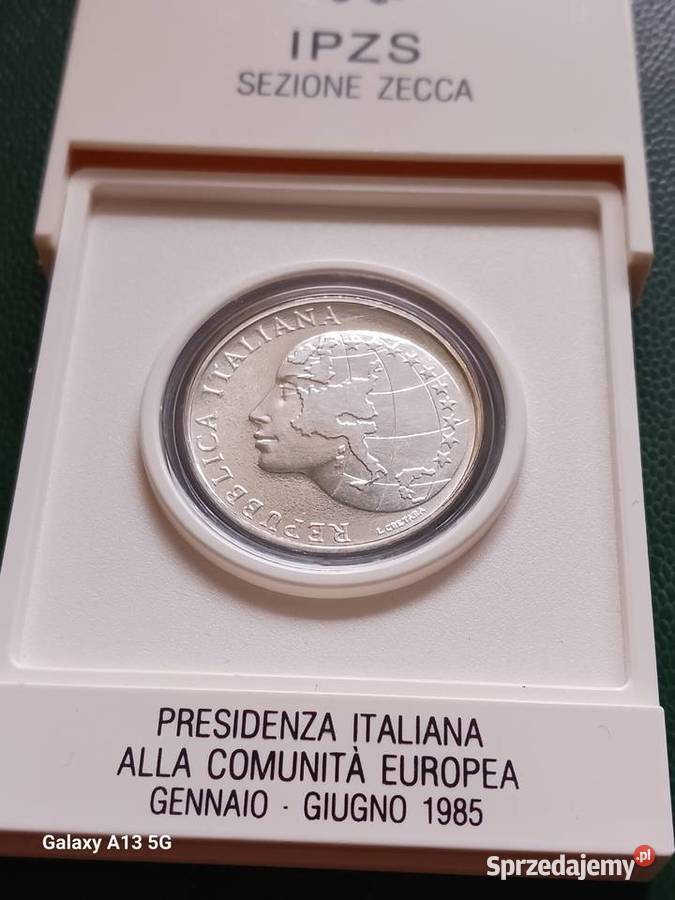 IPZS
SEZIONE ZECCA
REPUBBLICA ITALIANA
L. CRETARA
PRESIDENZA ITALIANA
ALLA COMUNITÀ EUROPEA
GENNAIO - GIUGNO 1985
Galaxy A13 5G
Sprzedajemy.pl